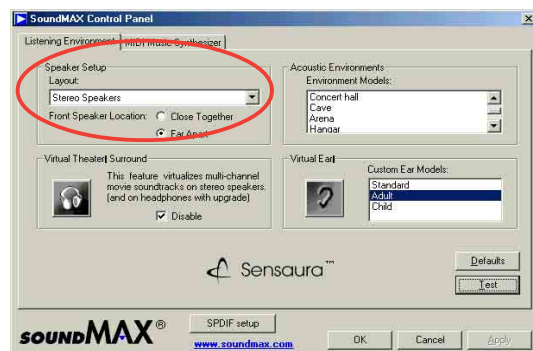 SoundMAX Control Panel
Listening Environment
MIDI Music Synthesizer
Speaker Setup
Layout:
Stereo Speakers
Front Speaker Location:
Close Together
Far Apart
Acoustic Environments
Environment Models:
Concert hall
Cave
Arena
Hangar
Virtual Theater Surround
This feature virtualizes multi-channel
movie soundtracks on stereo speakers.
(and on headphones with upgrade)
Disable
Virtual Ear
Custom Ear Models:
Standard
Adult
Child
Sensaura™
Defaults
Test
SOUNDMAX®
SPDIF setup
www.soundmax.com
OK
Cancel
Apply